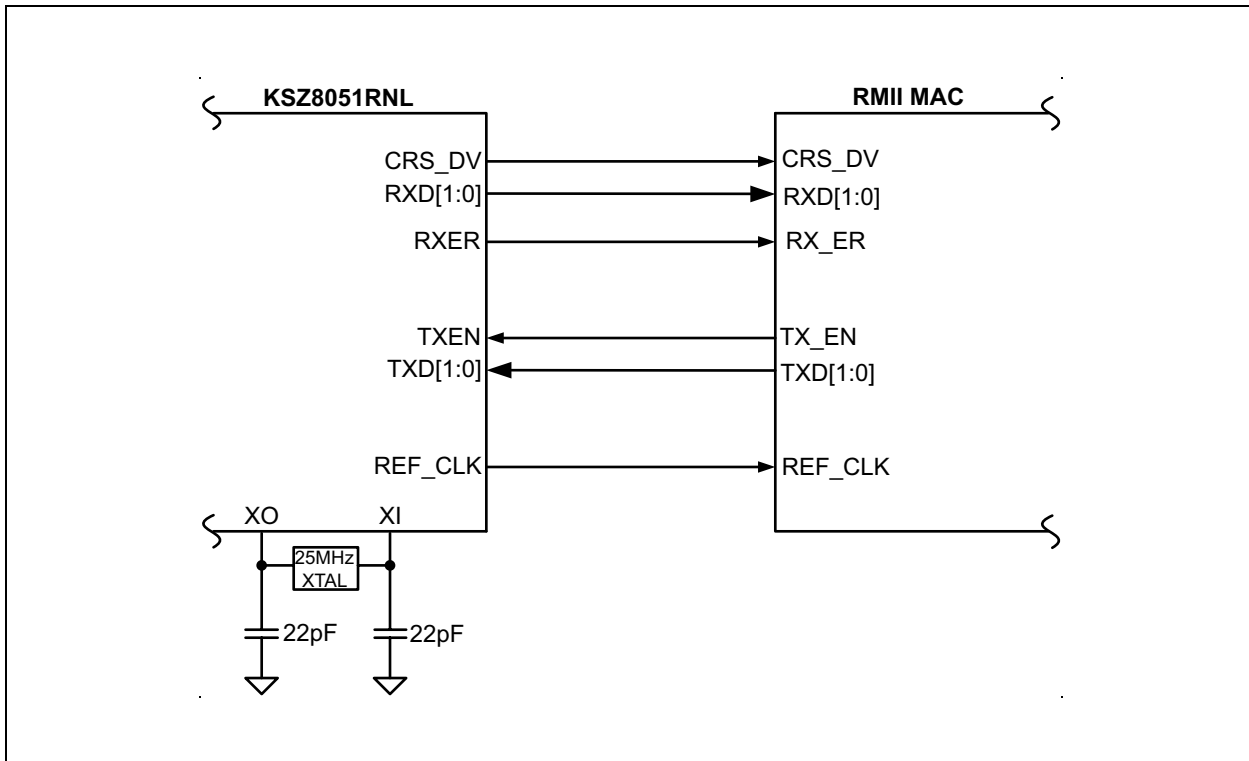 KSZ8051RNL
RMII MAC
CRS_DV
CRS_DV
RXD[1:0]
RXD[1:0]
RXER
RX_ER
TXEN
TX_EN
TXD[1:0]
TXD[1:0]
REF_CLK
REF_CLK
XO
XI
25MHz
XTAL
22pF
22pF